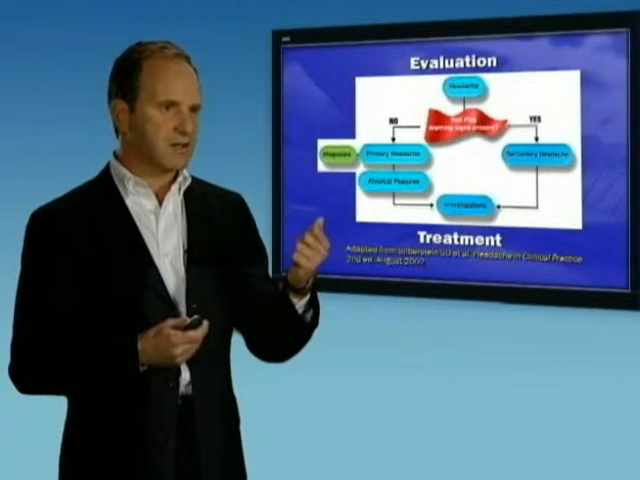 Evaluation
Headache
NO
Red Flag
warning signs present?
YES
Diagnosis
Primary Headache
Secondary Headache
Atypical Features
Investigations
Treatment
Adapted from Silberstein SD et al. Headache in Clinical Practice
2nd ed. August 2002